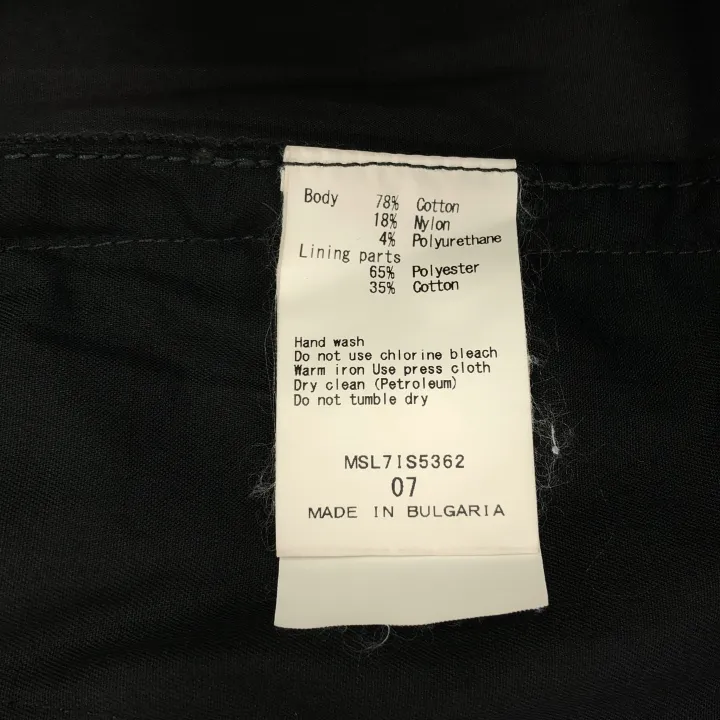 Body 78% Cotton
18% Nylon
4% Polyurethane
Lining parts
65% Polyester
35% Cotton
Hand wash
Do not use chlorine bleach
Warm iron Use press cloth
Dry clean (Petroleum)
Do not tumble dry
MSL7IS5362
07
MADE IN BULGARIA